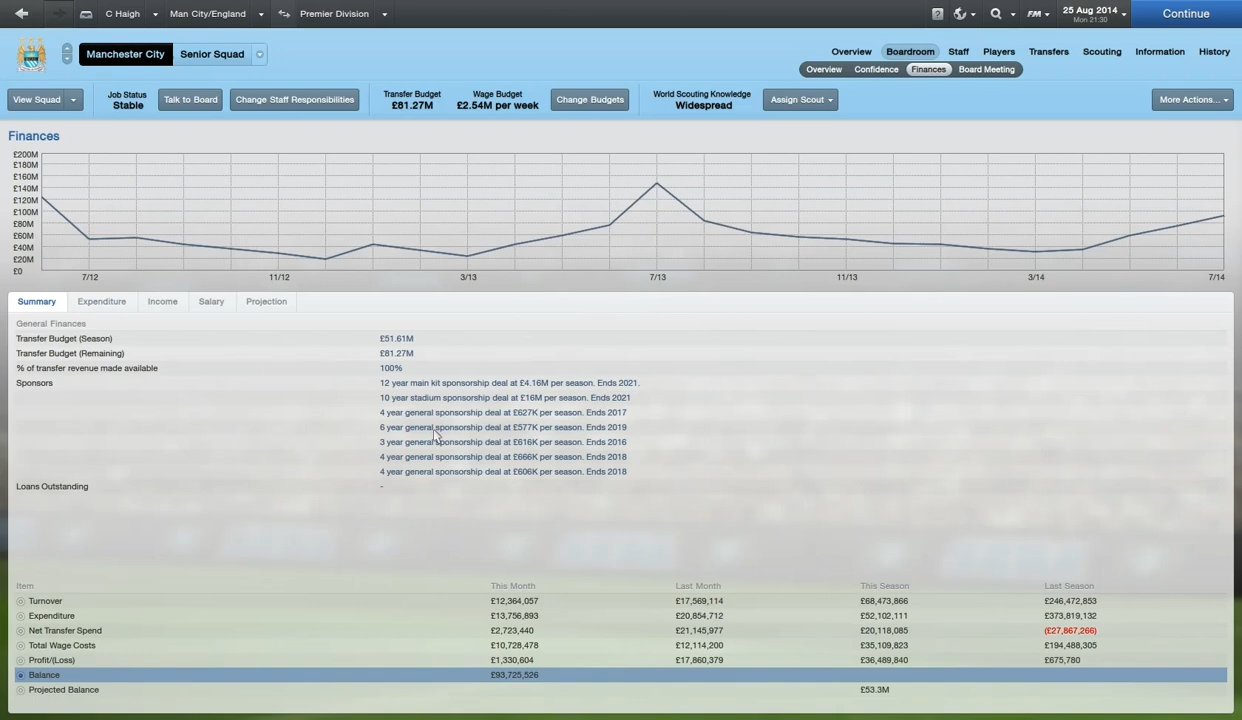 C Haigh Man City/England Premier Division ? FM 25 Aug 2014 Continue
Mon 21:30
Manchester City Senior Squad Overview Boardroom Staff Players Transfers Scouting Information History
Overview Confidence Finances Board Meeting
View Squad Job Status Talk to Board Change Staff Responsibilities Transfer Budget Wage Budget Change Budgets World Scouting Knowledge Assign Scout More Actions...
Stable £81.27M £2.54M per week Widespread
Finances
£200M
£180M
£160M
£140M
£120M
£100M
£80M
£60M
£40M
£20M
£0
7/12 11/12 3/13 7/13 11/13 3/14 7/14
Summary Expenditure Income Salary Projection
General Finances
Transfer Budget (Season) £51.61M
Transfer Budget (Remaining) £81.27M
% of transfer revenue made available 100%
Sponsors 12 year main kit sponsorship deal at £4.16M per season. Ends 2021.
10 year stadium sponsorship deal at £16M per season. Ends 2021
4 year general sponsorship deal at £627K per season. Ends 2017
6 year general sponsorship deal at £577K per season. Ends 2019
3 year general sponsorship deal at £616K per season. Ends 2016
4 year general sponsorship deal at £666K per season. Ends 2018
4 year general sponsorship deal at £606K per season. Ends 2018
Loans Outstanding -
Item This Month Last Month This Season Last Season
Turnover £12,364,057 £17,569,114 £68,473,866 £246,472,853
Expenditure £13,756,893 £20,854,712 £52,102,111 £373,819,132
Net Transfer Spend £2,723,440 £21,145,977 £20,118,085 (£27,867,266)
Total Wage Costs £10,728,478 £12,114,200 £35,109,823 £194,488,305
Profit/(Loss) £1,330,604 £17,860,379 £36,489,840 £675,780
Balance £93,725,526
Projected Balance £53.3M